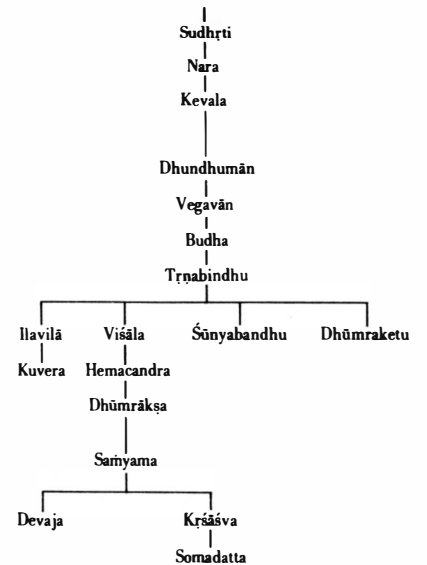 Sudhṛti
Nara
Kevala
Dhundhumān
Vegavān
Budha
Tṛṇabindhu
Ilavilā Viśāla Śūnyabandhu Dhūmraketu
Kuvera Hemacandra
Dhūmrākṣa
Saṁyama
Devaja Kṛśāśva
Somadatta